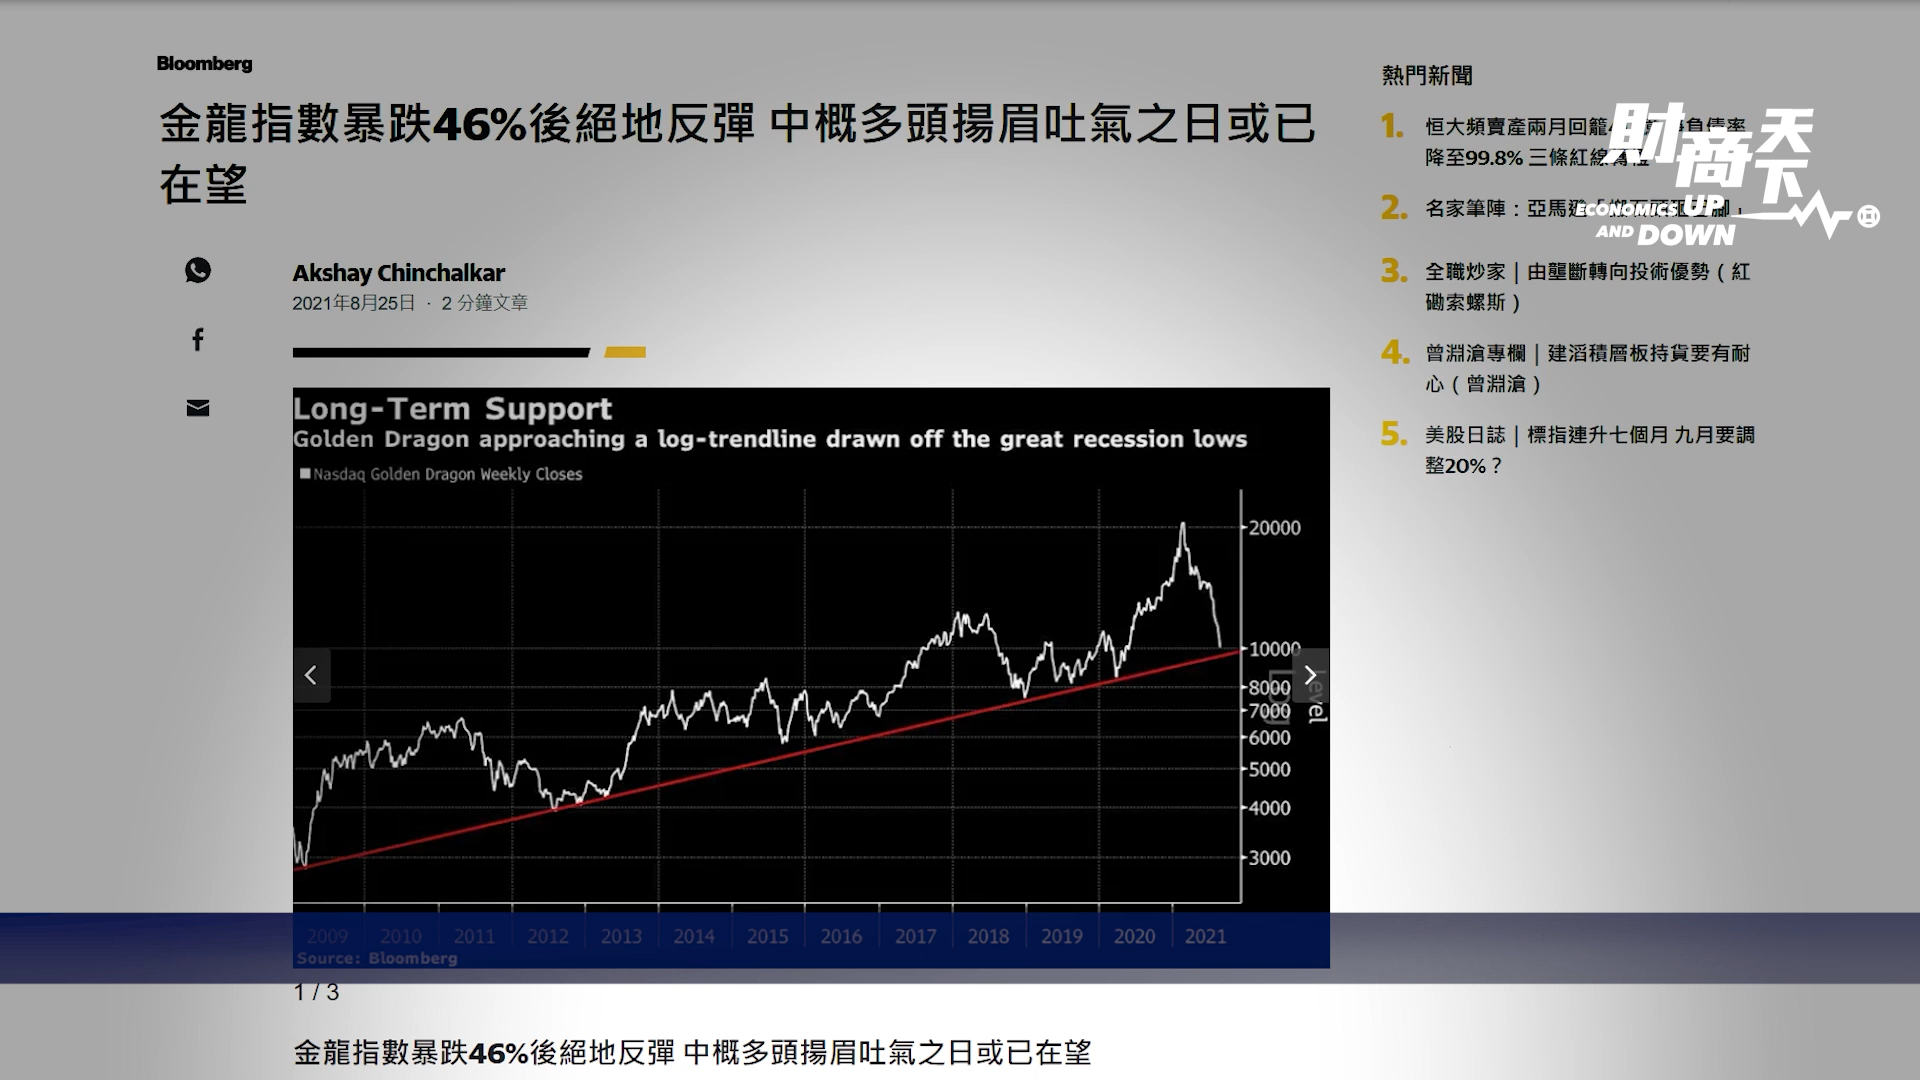 Bloomberg
金龍指數暴跌46%後絕地反彈 中概多頭揚眉吐氣之日或已
在望
Akshay Chinchalkar
2021年8月25日 · 2 分鐘文章
Long-Term Support
Golden Dragon approaching a log-trendline drawn off the great recession lows
Nasdaq Golden Dragon Weekly Closes
20000
10000
8000
7000
6000
5000
4000
3000
Log Level
2009 2010 2011 2012 2013 2014 2015 2016 2017 2018 2019 2020 2021
Source: Bloomberg
1 / 3
金龍指數暴跌46%後絕地反彈 中概多頭揚眉吐氣之日或已在望
熱門新聞
1. 恒大頻賣產兩月回籠
負債率
降至99.8% 三條紅線
2. 名家筆陣：亞馬遜
3. 全職炒家｜由壟斷轉向投術優勢（紅
磡索螺斯）
4. 曾淵滄專欄｜建滔積層板持貨要有耐
心（曾淵滄）
5. 美股日誌｜標指連升七個月 九月要調
整20%？
財商天下
ECONOMICS UP
AND DOWN